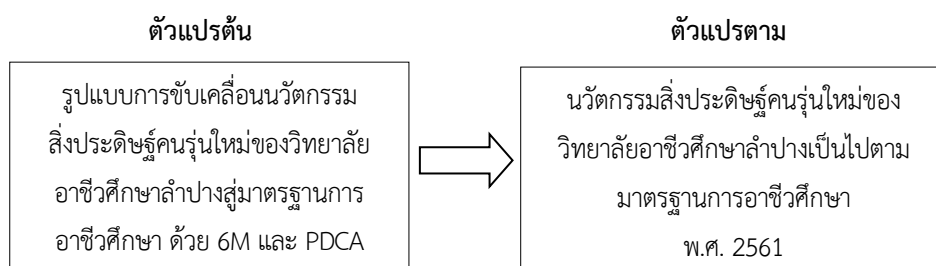 ตัวแปรต้น
รูปแบบการขับเคลื่อนนวัตกรรม
สิ่งประดิษฐ์คนรุ่นใหม่ของวิทยาลัย
อาชีวศึกษาลำปางสู่มาตรฐานการ
อาชีวศึกษา ด้วย 6M และ PDCA
ตัวแปรตาม
นวัตกรรมสิ่งประดิษฐ์คนรุ่นใหม่ของ
วิทยาลัยอาชีวศึกษาลำปางเป็นไปตาม
มาตรฐานการอาชีวศึกษา
พ.ศ. 2561